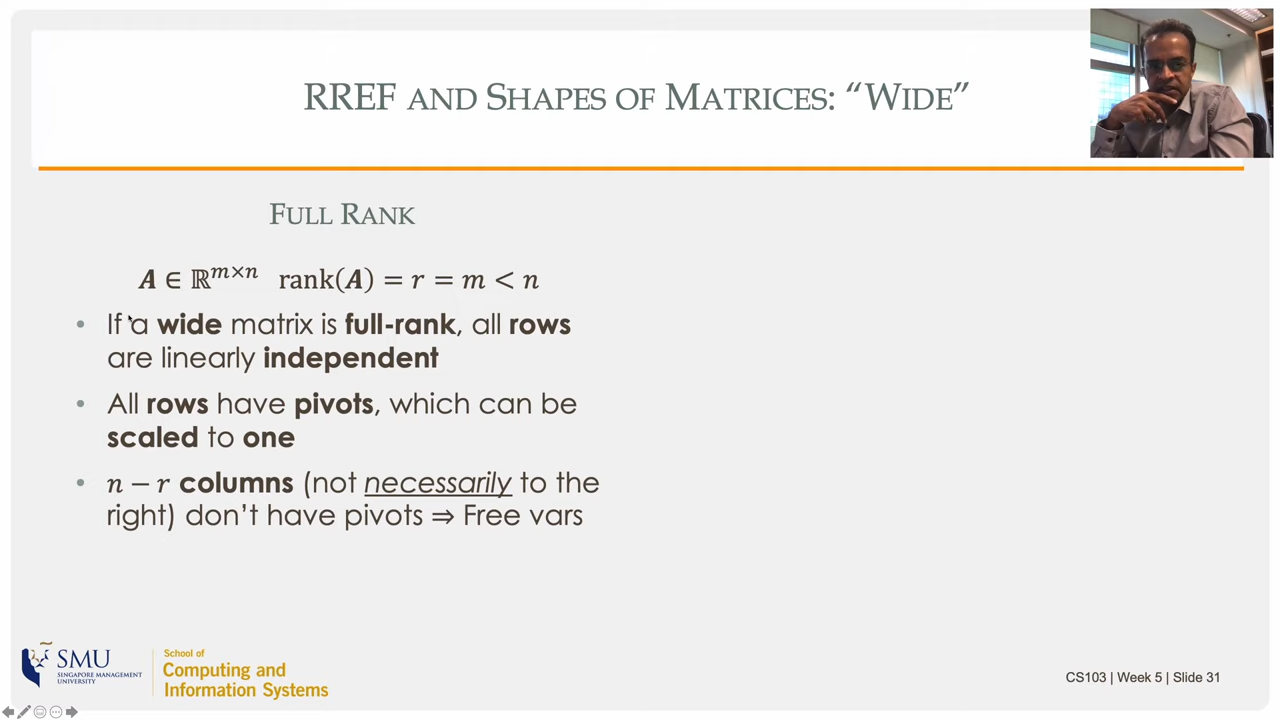 RREF AND SHAPES OF MATRICES: “WIDE”
FULL RANK
𝑨 ∈ ℝ^{𝑚×𝑛} rank(𝑨) = 𝑟 = 𝑚 < 𝑛
• If a wide matrix is full-rank, all rows
are linearly independent
• All rows have pivots, which can be
scaled to one
• 𝑛 − 𝑟 columns (not necessarily to the
right) don’t have pivots ⇒ Free vars
SMU
SINGAPORE MANAGEMENT
UNIVERSITY
School of
Computing and
Information Systems
CS103 | Week 5 | Slide 31